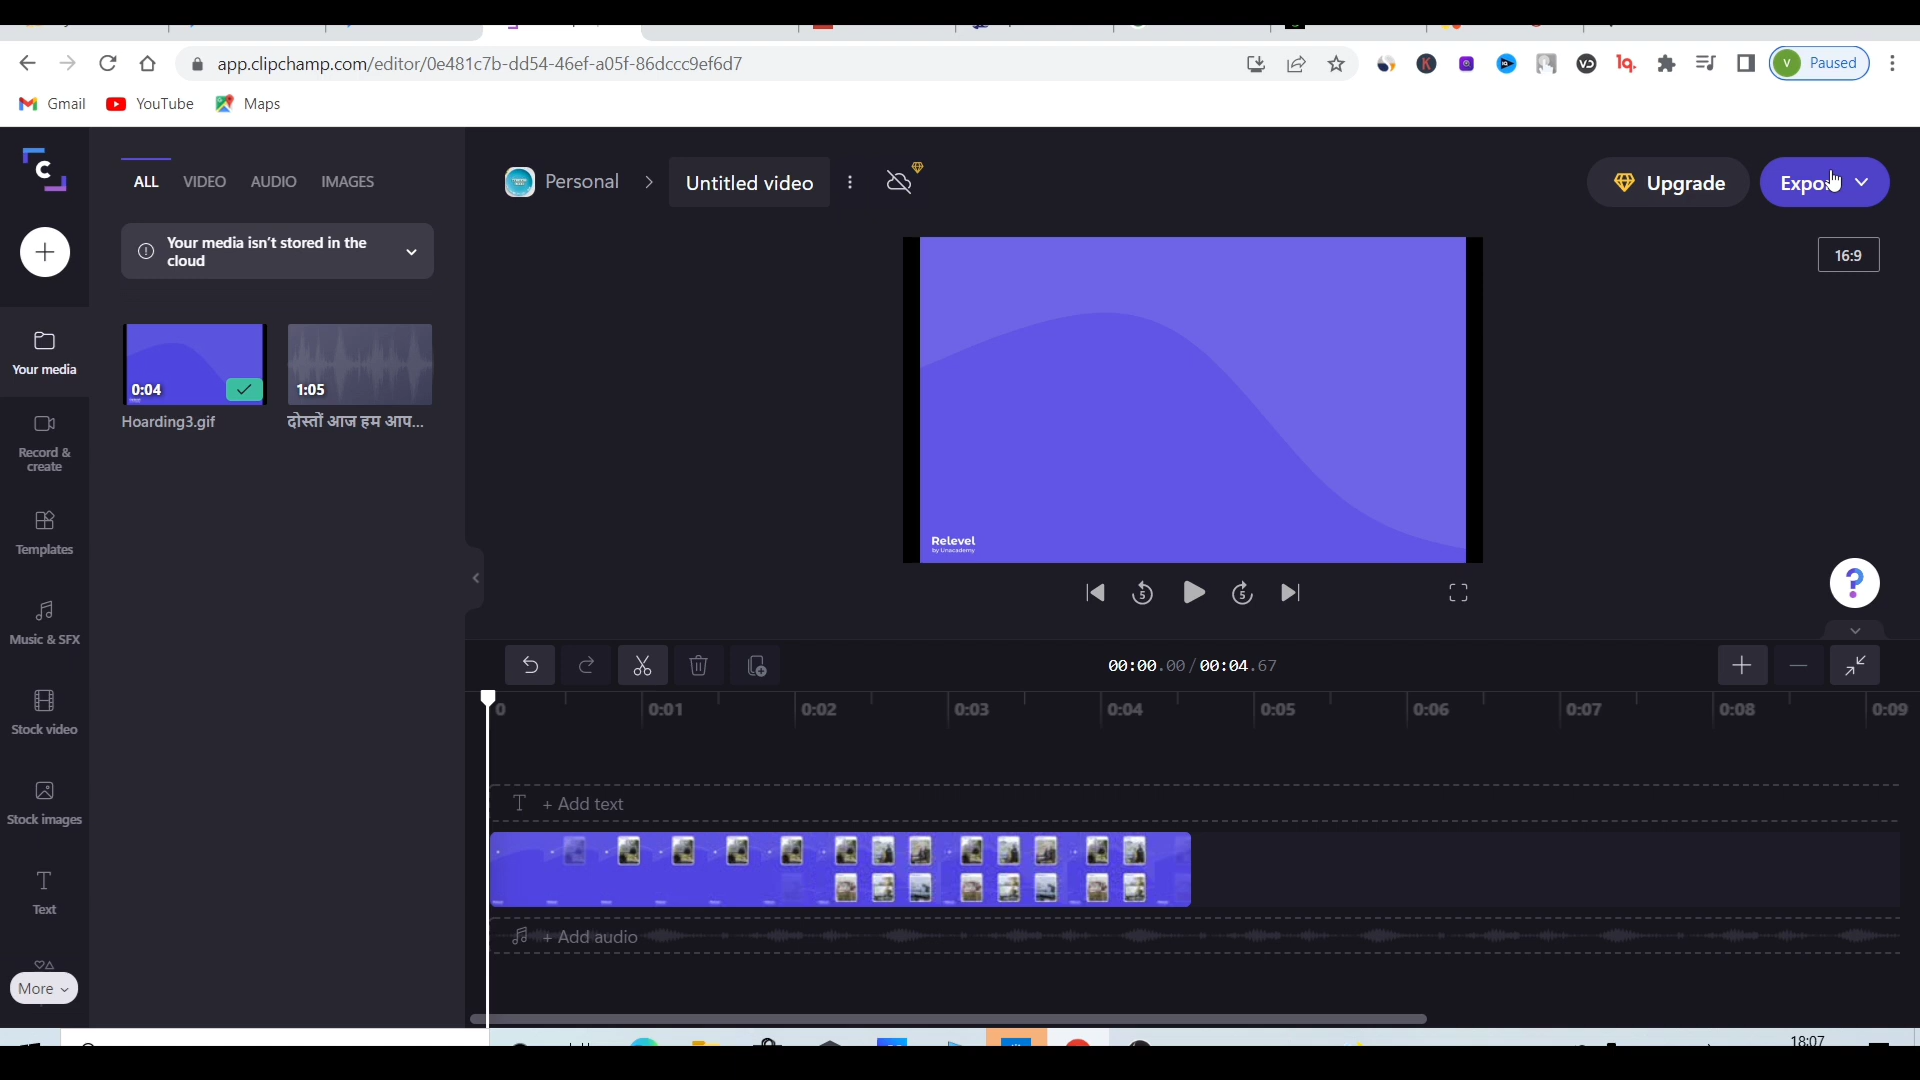 app.clipchamp.com/editor/0e481c7b-dd54-46ef-a05f-86dccc9ef6d7
Paused
V
Gmail
YouTube
Maps
ALL
VIDEO
AUDIO
IMAGES
Personal
Untitled video
Upgrade
Your media isn't stored in the
cloud
16:9
0:04
1:05
Hoarding3.gif
दोस्तों आज हम आप...
Your media
Record &
create
Templates
Music & SFX
Stock video
Stock images
Text
More
Relevel
by Unacademy
5
5
?
00:00.00 / 00:04.67
0
0:01
0:02
0:03
0:04
0:05
0:06
0:07
0:08
0:09
T + Add text
+ Add audio
18:07